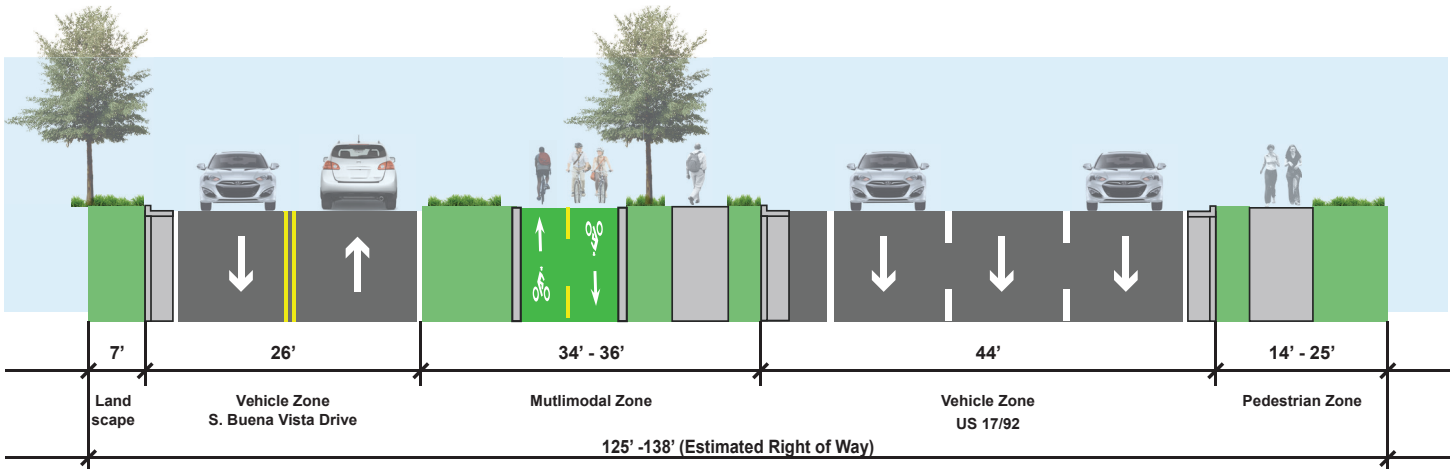 7’
26’
34’ - 36’
44’
14’ - 25’
Land
scape
Vehicle Zone
S. Buena Vista Drive
Mutlimodal Zone
Vehicle Zone
US 17/92
Pedestrian Zone
125’ -138’ (Estimated Right of Way)